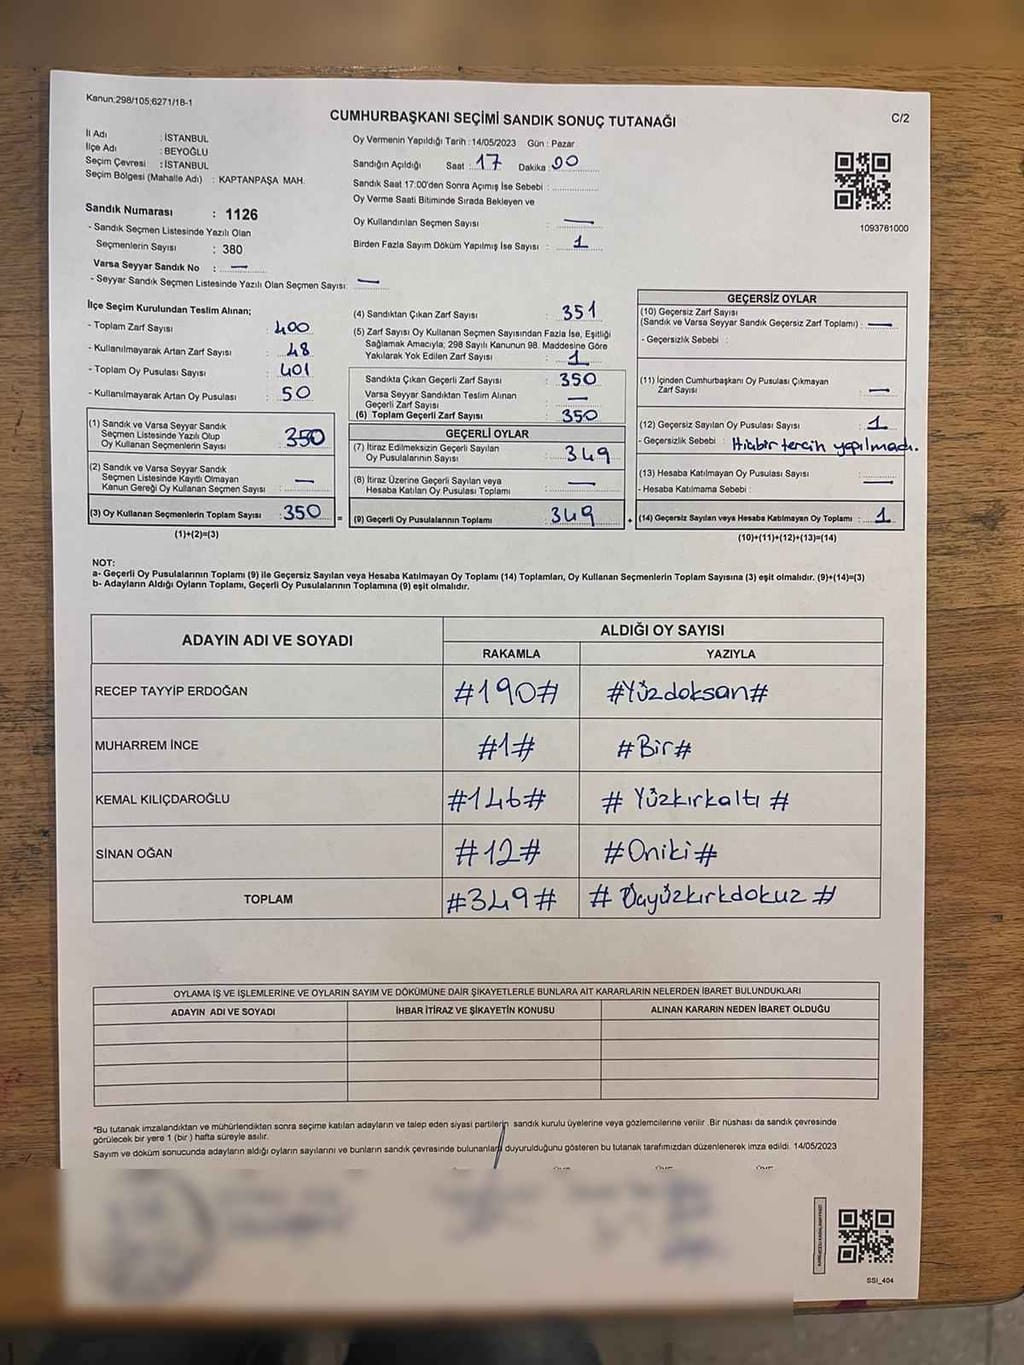 Kanun:298/105;6271/18-1
CUMHURBAŞKANI SEÇİMİ SANDIK SONUÇ TUTANAĞI
C/2
İl Adı : İSTANBUL
İlçe Adı : BEYOĞLU
Seçim Çevresi : İSTANBUL
Seçim Bölgesi (Mahalle Adı) : KAPTANPAŞA MAH.
Sandık Numarası : 1126
- Sandık Seçmen Listesinde Yazılı Olan
Seçmenlerin Sayısı : 380
Varsa Seyyar Sandık No : —
- Seyyar Sandık Seçmen Listesinde Yazılı Olan Seçmen Sayısı: —
Oy Vermenin Yapıldığı Tarih : 14/05/2023 Gün : Pazar
Sandığın Açıldığı Saat : 17 Dakika : 00
Sandık Saat 17:00'den Sonra Açımış İse Sebebi :
Oy Verme Saati Bitiminde Sırada Bekleyen ve
Oy Kullandırılan Seçmen Sayısı : —
Birden Fazla Sayım Döküm Yapılmış İse Sayısı : 1
1093781000
İlçe Seçim Kurulundan Teslim Alınan;
- Toplam Zarf Sayısı : 400
- Kullanılmayarak Artan Zarf Sayısı : 48
- Toplam Oy Pusulası Sayısı : 401
- Kullanılmayarak Artan Oy Pusulası : 50
(1) Sandık ve Varsa Seyyar Sandık
Seçmen Listesinde Yazılı Olup
Oy Kullanan Seçmenlerin Sayısı : 350
(2) Sandık ve Varsa Seyyar Sandık
Seçmen Listesinde Kayıtlı Olmayan
Kanun Gereği Oy Kullanan Seçmen Sayısı : —
(3) Oy Kullanan Seçmenlerin Toplam Sayısı : 350 =
(1)+(2)=(3)
(4) Sandıktan Çıkan Zarf Sayısı : 351
(5) Zarf Sayısı Oy Kullanan Seçmen Sayısından Fazla İse, Eşitliği
Sağlamak Amacıyla; 298 Sayılı Kanunun 98. Maddesine Göre
Yakılarak Yok Edilen Zarf Sayısı : 1
Sandıkta Çıkan Geçerli Zarf Sayısı : 350
Varsa Seyyar Sandıktan Teslim Alınan
Geçerli Zarf Sayısı : —
(6) Toplam Geçerli Zarf Sayısı : 350
GEÇERLİ OYLAR
(7) İtiraz Edilmeksizin Geçerli Sayılan
Oy Pusulalarının Sayısı : 349
(8) İtiraz Üzerine Geçerli Sayılan veya
Hesaba Katılan Oy Pusulası Toplamı : —
(9) Geçerli Oy Pusulalarının Toplamı : 349 +
GEÇERSİZ OYLAR
(10) Geçersiz Zarf Sayısı
(Sandık ve Varsa Seyyar Sandık Geçersiz Zarf Toplamı) : —
- Geçersizlik Sebebi :
(11) İçinden Cumhurbaşkanı Oy Pusulası Çıkmayan
Zarf Sayısı : —
(12) Geçersiz Sayılan Oy Pusulası Sayısı : 1
- Geçersizlik Sebebi : Hiçbir tercih yapılmadı.
(13) Hesaba Katılmayan Oy Pusulası Sayısı : —
- Hesaba Katılmama Sebebi :
(14) Geçersiz Sayılan veya Hesaba Katılmayan Oy Toplamı : 1
(10)+(11)+(12)+(13)=(14)
NOT:
a- Geçerli Oy Pusulalarının Toplamı (9) ile Geçersiz Sayılan veya Hesaba Katılmayan Oy Toplamı (14) Toplamları, Oy Kullanan Seçmenlerin Toplam Sayısına (3) eşit olmalıdır. (9)+(14)=(3)
b- Adayların Aldığı Oyların Toplamı, Geçerli Oy Pusulalarının Toplamına (9) eşit olmalıdır.
ADAYIN ADI VE SOYADI
ALDIĞI OY SAYISI
RAKAMLA YAZIYLA
RECEP TAYYİP ERDOĞAN #190# #Yüzdoksan#
MUHARREM İNCE #1# #Bir#
KEMAL KILIÇDAROĞLU #146# # Yüzkırkaltı #
SİNAN OĞAN #12# #Oniki#
TOPLAM #349# # Üçyüzkırkdokuz #
OYLAMA İŞ VE İŞLEMLERİNE VE OYLARIN SAYIM VE DÖKÜMÜNE DAİR ŞİKAYETLERLE BUNLARA AİT KARARLARIN NELERDEN İBARET BULUNDUKLARI
ADAYIN ADI VE SOYADI İHBAR İTİRAZ VE ŞİKAYETİN KONUSU ALINAN KARARIN NEDEN İBARET OLDUĞU
*Bu tutanak imzalandıktan ve mühürlendikten sonra seçime katılan adayların ve talep eden siyasi partilerin sandık kurulu üyelerine veya gözlemcilerine verilir. Bir nüshası da sandık çevresinde
görülecek bir yere 1 (bir ) hafta süreyle asılır.
Sayım ve döküm sonucunda adayların aldığı oyların sayılarını ve bunların sandık çevresinde bulunanlara duyurulduğunu gösteren bu tutanak tarafımızdan düzenlenerek imza edildi. 14/05/2023
SSI_404